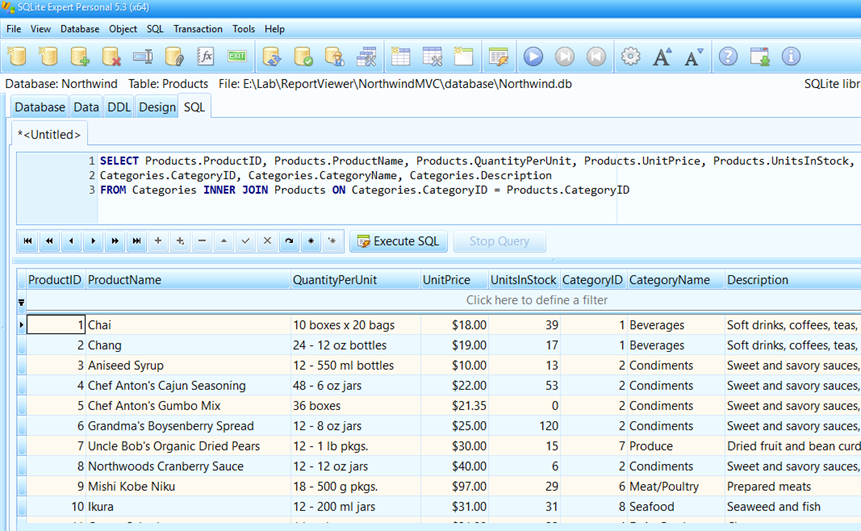 SQLite Expert Personal 5.3 (x64)
File View Database Object SQL Transaction Tools Help
EXIT
Database: Northwind Table: Products File: E:\Lab\ReportViewer\NorthwindMVC\database\Northwind.db SQLite libr
Database Data DDL Design SQL
*<Untitled>
1 SELECT Products.ProductID, Products.ProductName, Products.QuantityPerUnit, Products.UnitPrice, Products.UnitsInStock,
2 Categories.CategoryID, Categories.CategoryName, Categories.Description
3 FROM Categories INNER JOIN Products ON Categories.CategoryID = Products.CategoryID
Execute SQL Stop Query
ProductID ProductName QuantityPerUnit UnitPrice UnitsInStock CategoryID CategoryName Description
Click here to define a filter
1 Chai 10 boxes x 20 bags $18.00 39 1 Beverages Soft drinks, coffees, teas,
2 Chang 24 - 12 oz bottles $19.00 17 1 Beverages Soft drinks, coffees, teas,
3 Aniseed Syrup 12 - 550 ml bottles $10.00 13 2 Condiments Sweet and savory sauces,
4 Chef Anton's Cajun Seasoning 48 - 6 oz jars $22.00 53 2 Condiments Sweet and savory sauces,
5 Chef Anton's Gumbo Mix 36 boxes $21.35 0 2 Condiments Sweet and savory sauces,
6 Grandma's Boysenberry Spread 12 - 8 oz jars $25.00 120 2 Condiments Sweet and savory sauces,
7 Uncle Bob's Organic Dried Pears 12 - 1 lb pkgs. $30.00 15 7 Produce Dried fruit and bean curd
8 Northwoods Cranberry Sauce 12 - 12 oz jars $40.00 6 2 Condiments Sweet and savory sauces,
9 Mishi Kobe Niku 18 - 500 g pkgs. $97.00 29 6 Meat/Poultry Prepared meats
10 Ikura 12 - 200 ml jars $31.00 31 8 Seafood Seaweed and fish